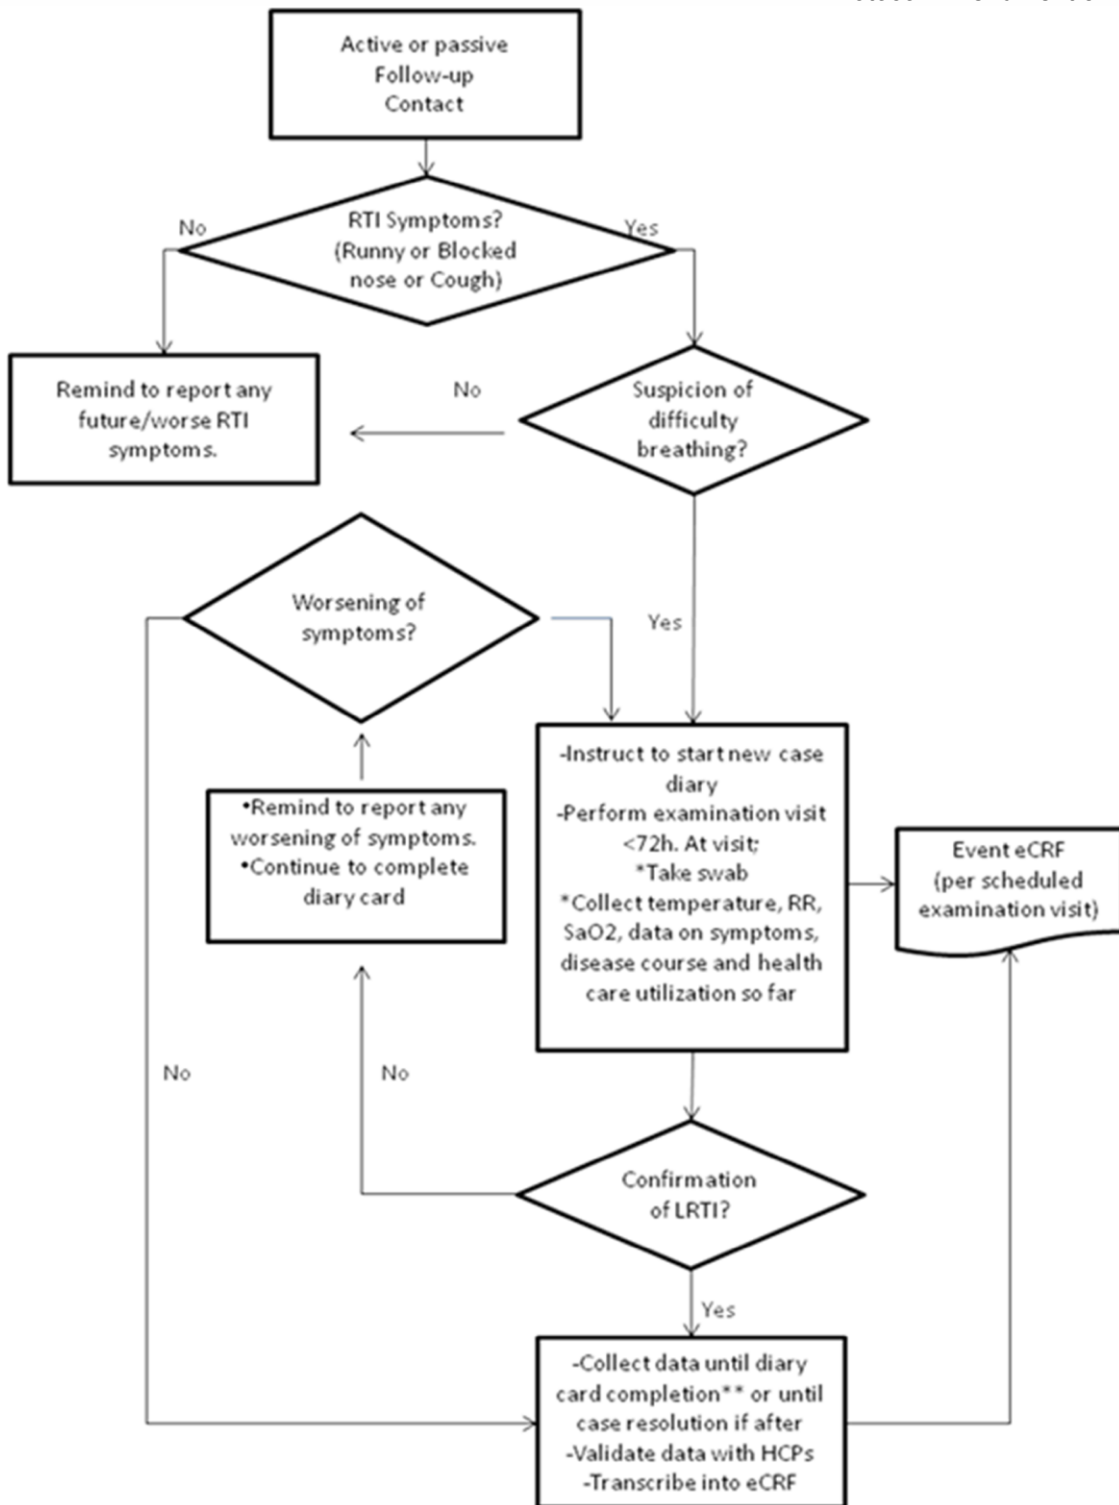 Active or passive
Follow-up
Contact
RTI Symptoms?
(Runny or Blocked
nose or Cough)
No
Yes
Remind to report any
future/worse RTI
symptoms.
No
Suspicion of
difficulty
breathing?
Worsening of
symptoms?
Yes
-Instruct to start new case
diary
-Perform examination visit
<72h. At visit;
*Take swab
*Collect temperature, RR,
SaO2, data on symptoms,
disease course and health
care utilization so far
•Remind to report any
worsening of symptoms.
•Continue to complete
diary card
Event eCRF
(per scheduled
examination visit)
No
No
Confirmation
of LRTI?
Yes
-Collect data until diary
card completion** or until
case resolution if after
-Validate data with HCPs
-Transcribe into eCRF